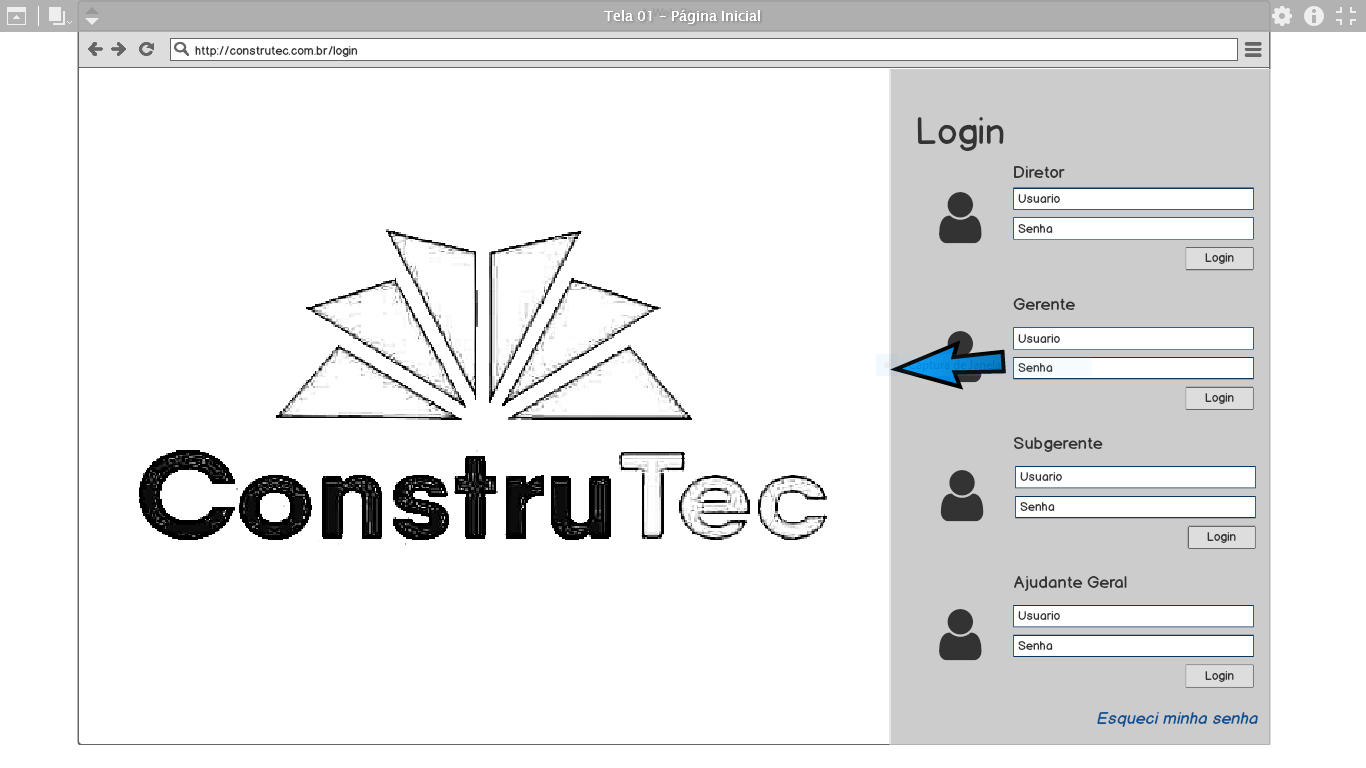 Tela 01 - Página Inicial
http://construtec.com.br/login
ConstruTec
Login
Diretor
Usuario
Senha
Login
Gerente
Usuario
Senha
Login
Subgerente
Usuario
Senha
Login
Ajudante Geral
Usuario
Senha
Login
Esqueci minha senha